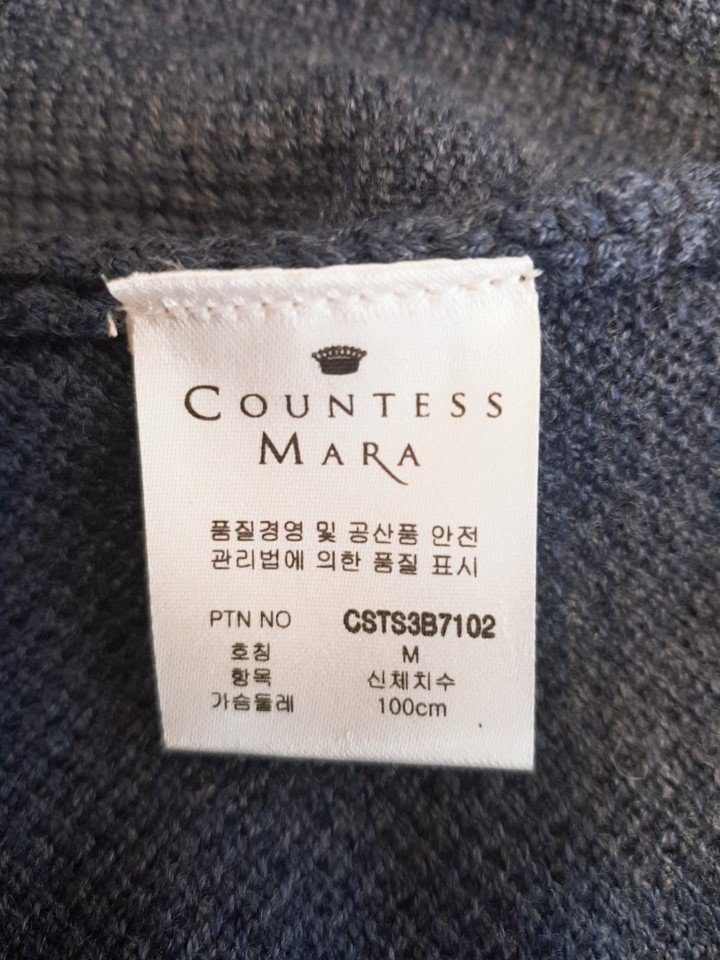 COUNTESS
MARA
품질경영 및 공산품 안전
관리법에 의한 품질 표시
PTN NO CSTS3B7102
호칭 M
항목 신체치수
가슴둘레 100cm